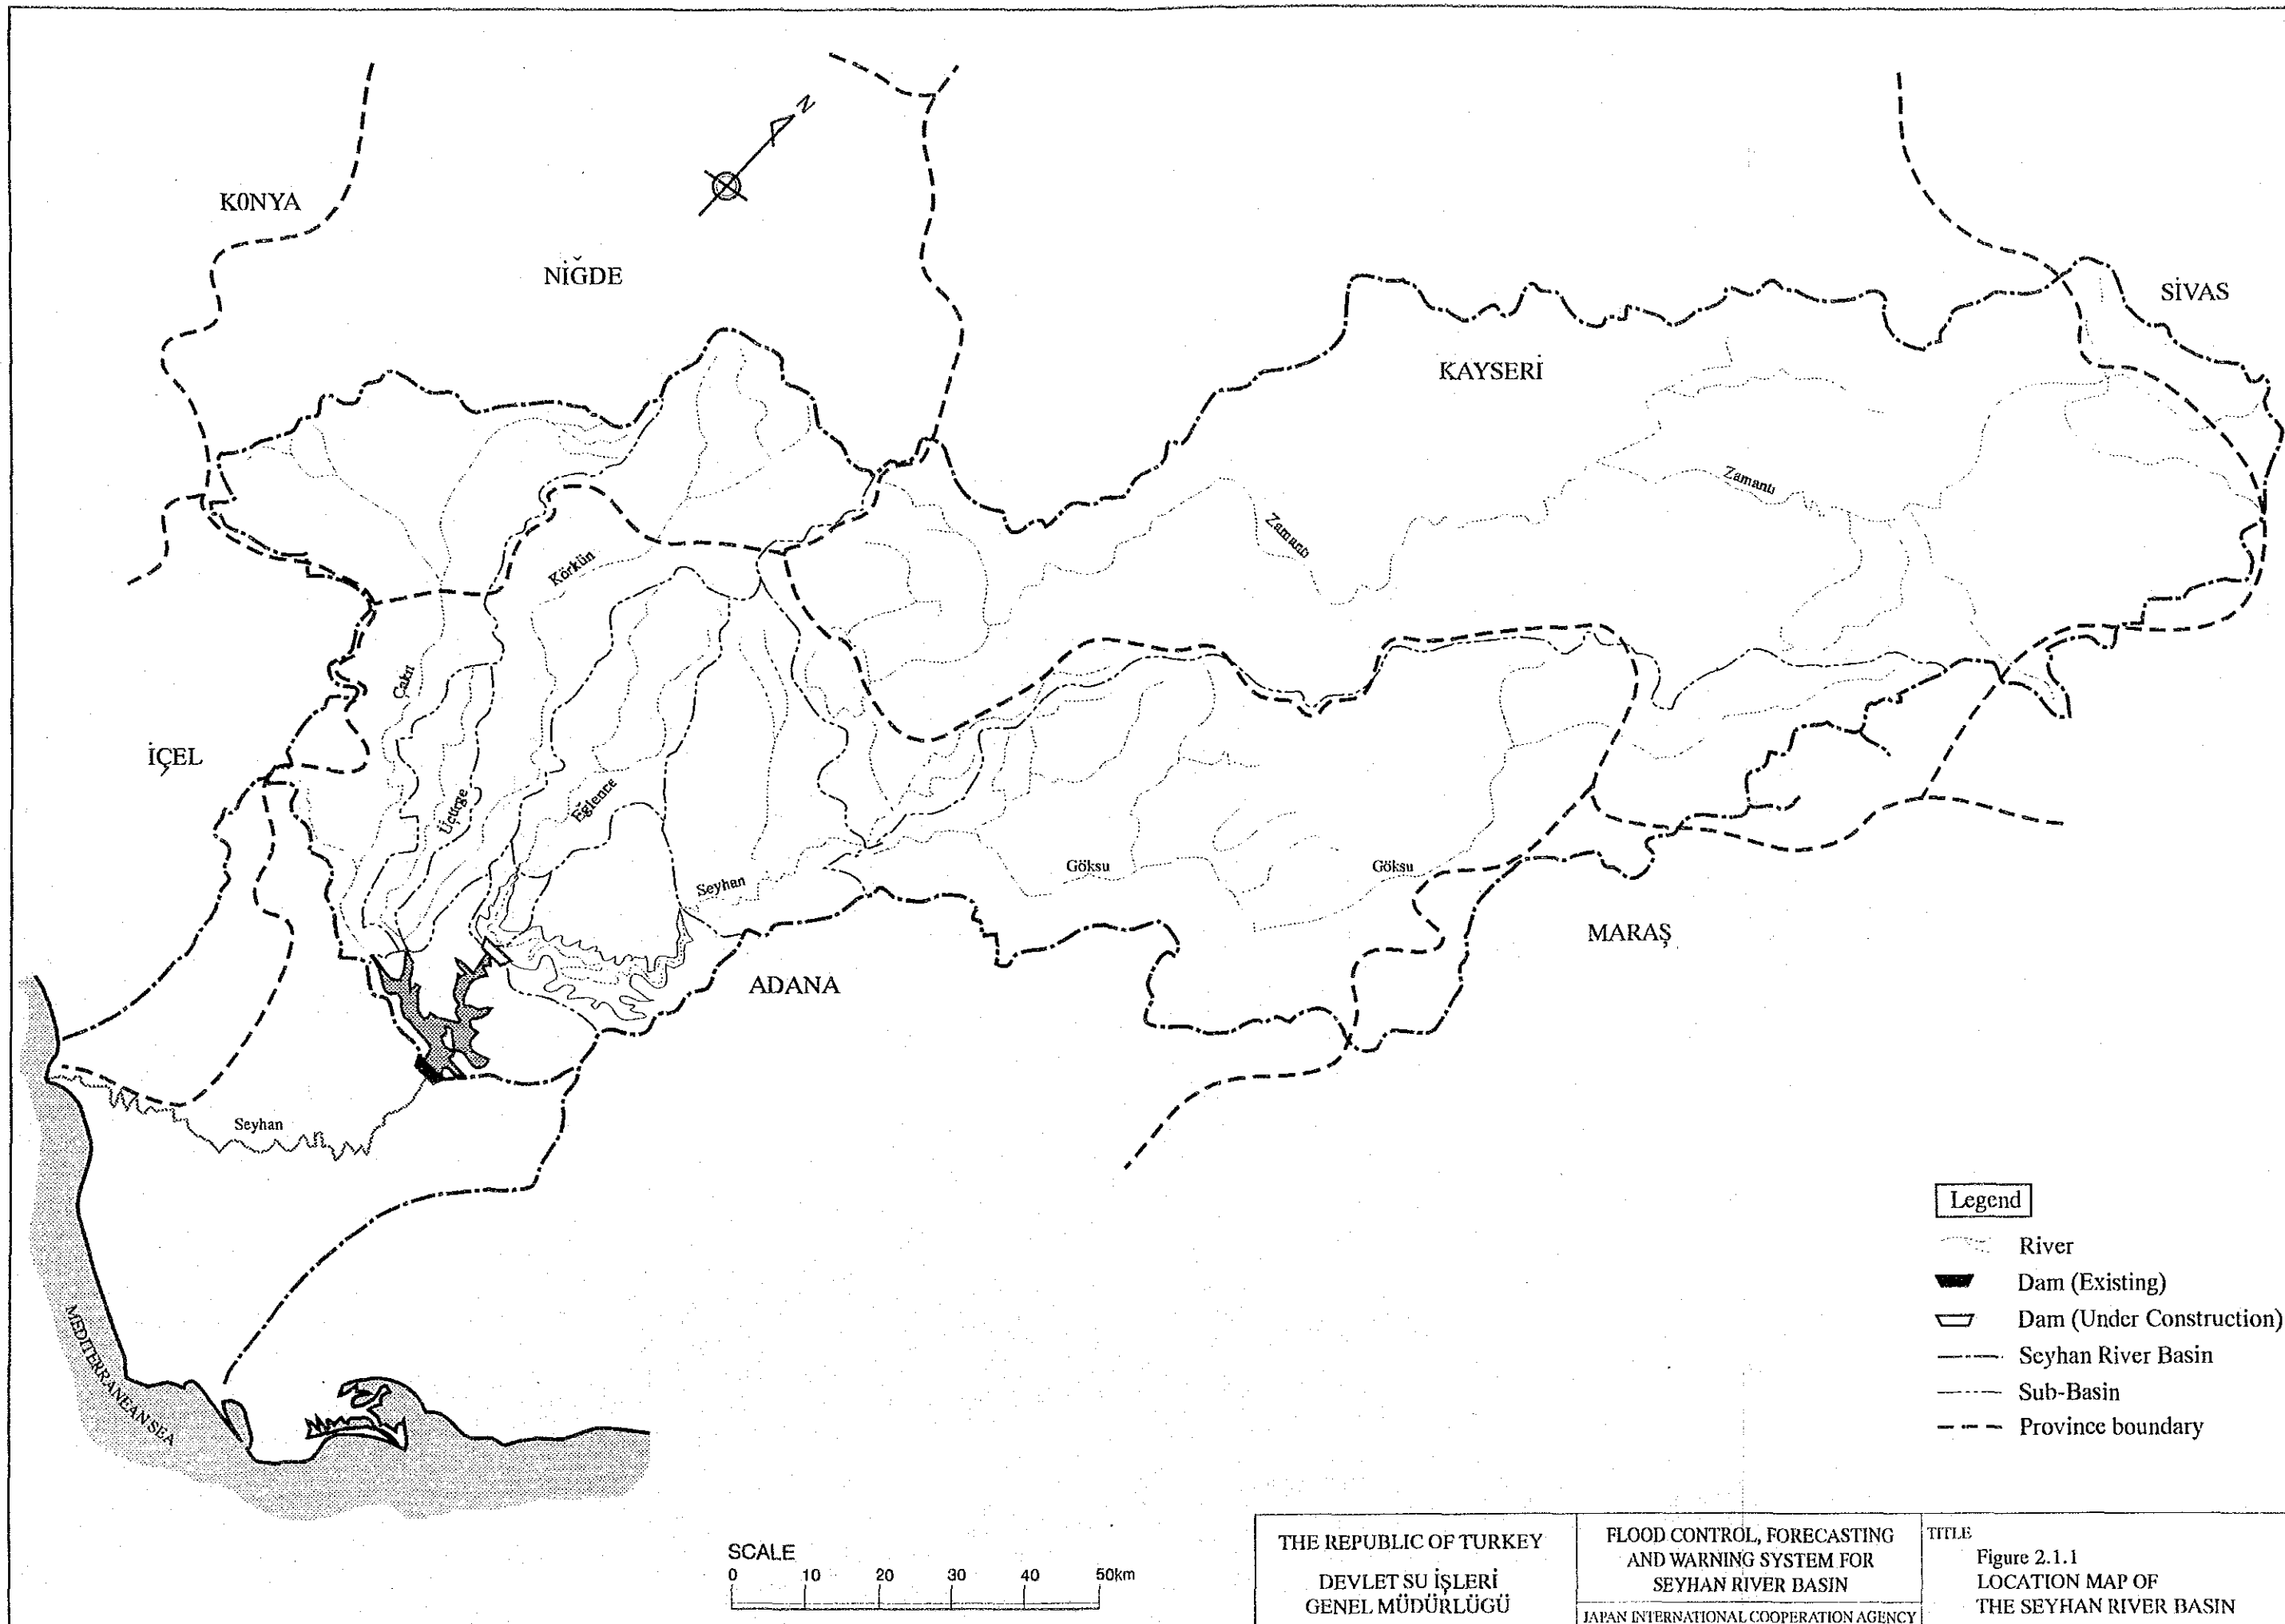 N
KONYA
NİĞDE
SİVAS
KAYSERİ
Zamantı
Zamantı
Körkün
Çakıt
İÇEL
Üçürge
Eğlence
Seyhan
Göksu
Göksu
MARAŞ
ADANA
Seyhan
MEDITERRANEAN SEA
Legend
River
Dam (Existing)
Dam (Under Construction)
Seyhan River Basin
Sub-Basin
Province boundary
SCALE
0 10 20 30 40 50km
THE REPUBLIC OF TURKEY
DEVLET SU İŞLERİ
GENEL MÜDÜRLÜGÜ
FLOOD CONTROL, FORECASTING
AND WARNING SYSTEM FOR
SEYHAN RIVER BASIN
JAPAN INTERNATIONAL COOPERATION AGENCY
TITLE
Figure 2.1.1
LOCATION MAP OF
THE SEYHAN RIVER BASIN